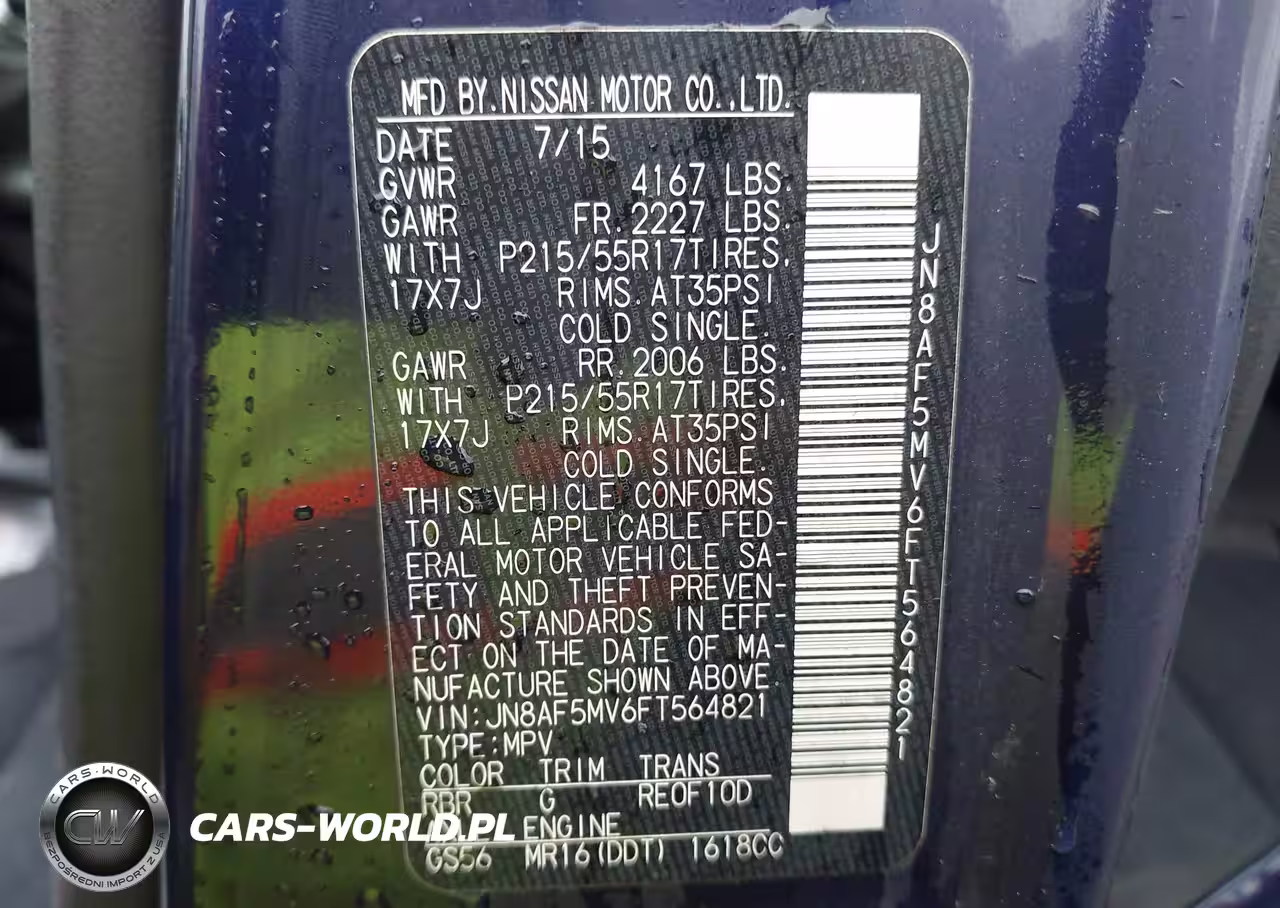 MFD BY.NISSAN MOTOR CO.,LTD.
DATE 7/15
GVWR 4167 LBS.
GAWR FR.2227 LBS.
WITH P215/55R17TIRES,
17X7J RIMS.AT35PSI
COLD SINGLE.
GAWR RR.2006 LBS.
WITH P215/55R17TIRES.
17X7J RIMS.AT35PSI
COLD SINGLE.
THIS VEHICLE CONFORMS
TO ALL APPLICABLE FED-
ERAL MOTOR VEHICLE SA-
FETY AND THEFT PREVEN-
TION STANDARDS IN EFF-
ECT ON THE DATE OF MA-
NUFACTURE SHOWN ABOVE.
VIN:JN8AF5MV6FT564821
TYPE:MPV
COLOR TRIM TRANS
RBR G RE0F10D
ENGINE
GS56 MR16(DDT) 1618CC
JN8AF5MV6FT564821
CARS-WORLD
CW
BEZPOŚREDNI IMPORT Z USA
CARS-WORLD.PL